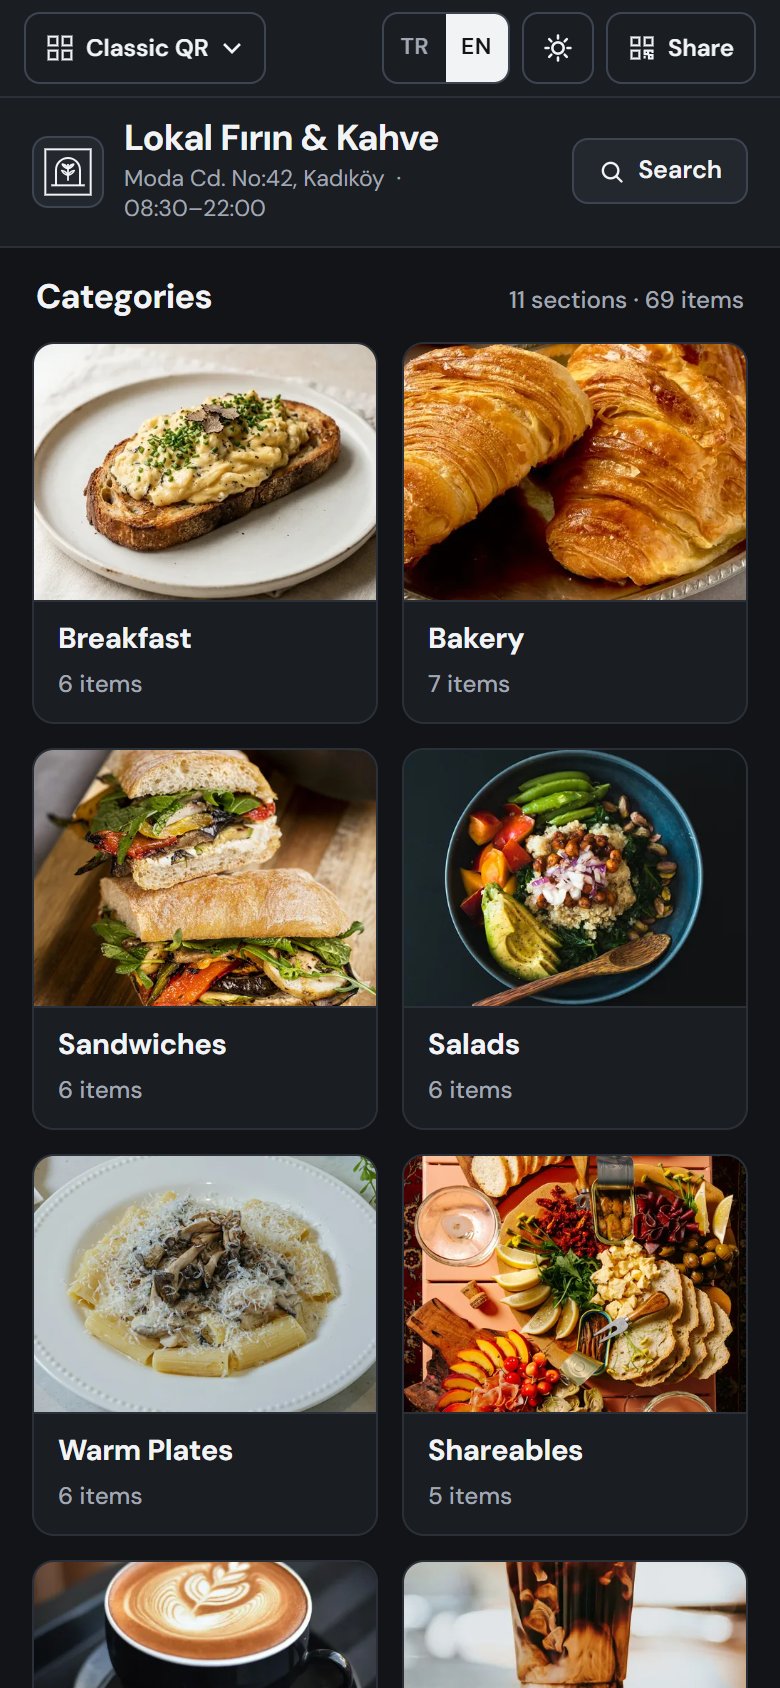 Classic QR
TR
EN
Share
Lokal Fırın & Kahve
Moda Cd. No:42, Kadıköy ·
08:30–22:00
Search
Categories
11 sections · 69 items
Breakfast
6 items
Bakery
7 items
Sandwiches
6 items
Salads
6 items
Warm Plates
6 items
Shareables
5 items